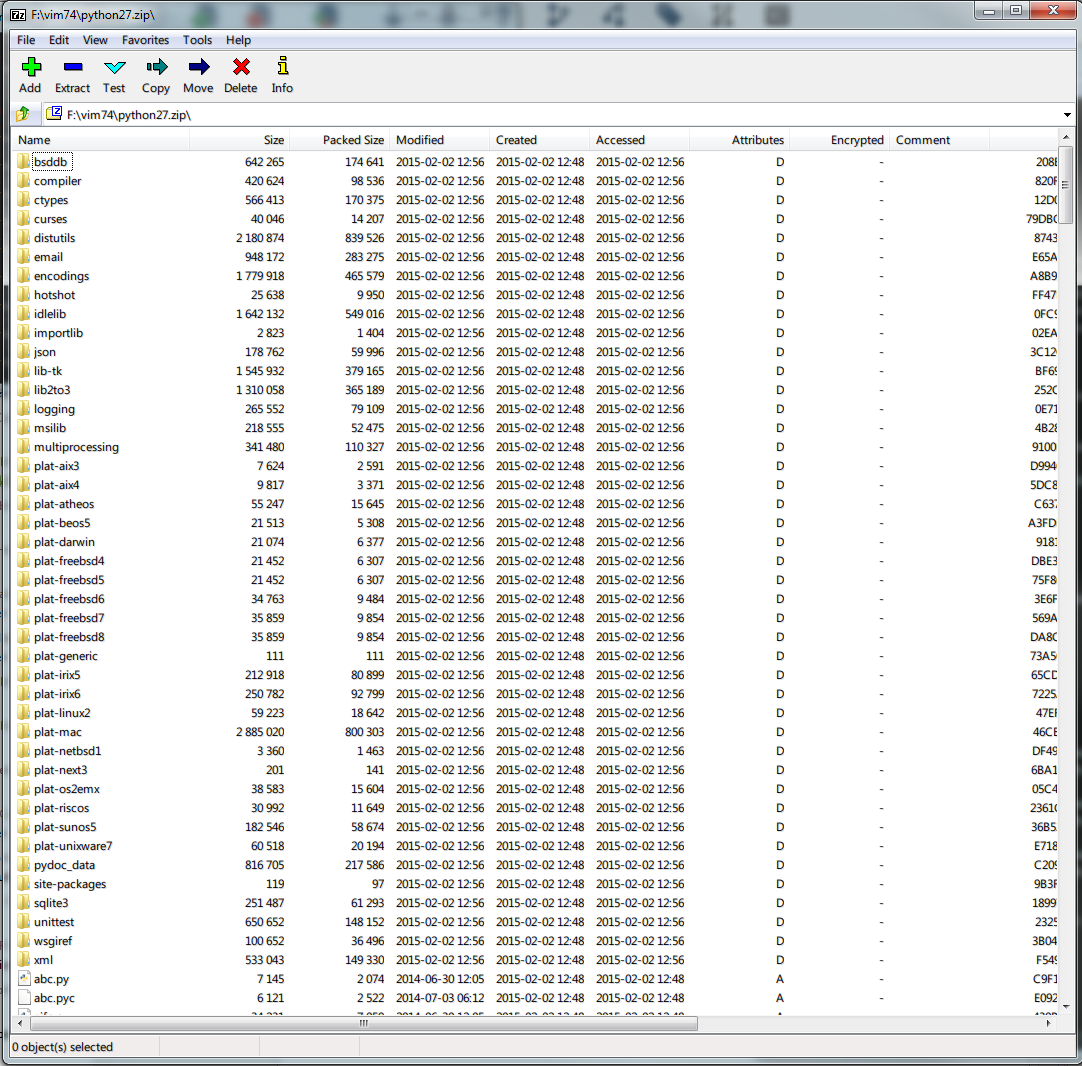 F:\vim74\python27.zip\
File Edit View Favorites Tools Help
Add Extract Test Copy Move Delete Info
F:\vim74\python27.zip\
Name Size Packed Size Modified Created Accessed Attributes Encrypted Comment
bsddb 642 265 174 641 2015-02-02 12:56 2015-02-02 12:48 2015-02-02 12:56 D - 208E
compiler 420 624 98 536 2015-02-02 12:56 2015-02-02 12:48 2015-02-02 12:56 D - 820F
ctypes 566 413 170 375 2015-02-02 12:56 2015-02-02 12:48 2015-02-02 12:56 D - 12D0
curses 40 046 14 207 2015-02-02 12:56 2015-02-02 12:48 2015-02-02 12:56 D - 79DBC
distutils 2 180 874 839 526 2015-02-02 12:56 2015-02-02 12:48 2015-02-02 12:56 D - 8743
email 948 172 283 275 2015-02-02 12:56 2015-02-02 12:48 2015-02-02 12:56 D - E65A
encodings 1 779 918 465 579 2015-02-02 12:56 2015-02-02 12:48 2015-02-02 12:56 D - A8B9
hotshot 25 638 9 950 2015-02-02 12:56 2015-02-02 12:48 2015-02-02 12:56 D - FF47
idlelib 1 642 132 549 016 2015-02-02 12:56 2015-02-02 12:48 2015-02-02 12:56 D - 0FC9
importlib 2 823 1 404 2015-02-02 12:56 2015-02-02 12:48 2015-02-02 12:56 D - 02EA
json 178 762 59 996 2015-02-02 12:56 2015-02-02 12:48 2015-02-02 12:56 D - 3C12
lib-tk 1 545 932 379 165 2015-02-02 12:56 2015-02-02 12:48 2015-02-02 12:56 D - BF69
lib2to3 1 310 058 365 189 2015-02-02 12:56 2015-02-02 12:48 2015-02-02 12:56 D - 252C
logging 265 552 79 109 2015-02-02 12:56 2015-02-02 12:48 2015-02-02 12:56 D - 0E71
msilib 218 555 52 475 2015-02-02 12:56 2015-02-02 12:48 2015-02-02 12:56 D - 4B28
multiprocessing 341 480 110 327 2015-02-02 12:56 2015-02-02 12:48 2015-02-02 12:56 D - 9100
plat-aix3 7 624 2 591 2015-02-02 12:56 2015-02-02 12:48 2015-02-02 12:56 D - D994
plat-aix4 9 817 3 371 2015-02-02 12:56 2015-02-02 12:48 2015-02-02 12:56 D - 5DC8
plat-atheos 55 247 15 645 2015-02-02 12:56 2015-02-02 12:48 2015-02-02 12:56 D - C637
plat-beos5 21 513 5 308 2015-02-02 12:56 2015-02-02 12:48 2015-02-02 12:56 D - A3FD
plat-darwin 21 074 6 377 2015-02-02 12:56 2015-02-02 12:48 2015-02-02 12:56 D - 9181
plat-freebsd4 21 452 6 307 2015-02-02 12:56 2015-02-02 12:48 2015-02-02 12:56 D - DBE3
plat-freebsd5 21 452 6 307 2015-02-02 12:56 2015-02-02 12:48 2015-02-02 12:56 D - 75F8
plat-freebsd6 34 763 9 484 2015-02-02 12:56 2015-02-02 12:48 2015-02-02 12:56 D - 3E6F
plat-freebsd7 35 859 9 854 2015-02-02 12:56 2015-02-02 12:48 2015-02-02 12:56 D - 569A
plat-freebsd8 35 859 9 854 2015-02-02 12:56 2015-02-02 12:48 2015-02-02 12:56 D - DA8C
plat-generic 111 111 2015-02-02 12:56 2015-02-02 12:48 2015-02-02 12:56 D - 73A5
plat-irix5 212 918 80 899 2015-02-02 12:56 2015-02-02 12:48 2015-02-02 12:56 D - 65CD
plat-irix6 250 782 92 799 2015-02-02 12:56 2015-02-02 12:48 2015-02-02 12:56 D - 7225
plat-linux2 59 223 18 642 2015-02-02 12:56 2015-02-02 12:48 2015-02-02 12:56 D - 47EF
plat-mac 2 885 020 800 303 2015-02-02 12:56 2015-02-02 12:48 2015-02-02 12:56 D - 46CE
plat-netbsd1 3 360 1 463 2015-02-02 12:56 2015-02-02 12:48 2015-02-02 12:56 D - DF49
plat-next3 201 141 2015-02-02 12:56 2015-02-02 12:48 2015-02-02 12:56 D - 6BA1
plat-os2emx 38 583 15 604 2015-02-02 12:56 2015-02-02 12:48 2015-02-02 12:56 D - 05C4
plat-riscos 30 992 11 649 2015-02-02 12:56 2015-02-02 12:48 2015-02-02 12:56 D - 2361C
plat-sunos5 182 546 58 674 2015-02-02 12:56 2015-02-02 12:48 2015-02-02 12:56 D - 36B5
plat-unixware7 60 518 20 194 2015-02-02 12:56 2015-02-02 12:48 2015-02-02 12:56 D - E718
pydoc_data 816 705 217 586 2015-02-02 12:56 2015-02-02 12:48 2015-02-02 12:56 D - C209
site-packages 119 97 2015-02-02 12:56 2015-02-02 12:48 2015-02-02 12:56 D - 9B3F
sqlite3 251 487 61 293 2015-02-02 12:56 2015-02-02 12:48 2015-02-02 12:56 D - 1899
unittest 650 652 148 152 2015-02-02 12:56 2015-02-02 12:48 2015-02-02 12:56 D - 2325
wsgiref 100 652 36 496 2015-02-02 12:56 2015-02-02 12:48 2015-02-02 12:56 D - 3B04
xml 533 043 149 330 2015-02-02 12:56 2015-02-02 12:48 2015-02-02 12:56 D - F549
abc.py 7 145 2 074 2014-06-30 12:05 2015-02-02 12:48 2015-02-02 12:48 A - C9F1
abc.pyc 6 121 2 522 2014-07-03 06:12 2015-02-02 12:48 2015-02-02 12:48 A - E092
0 object(s) selected